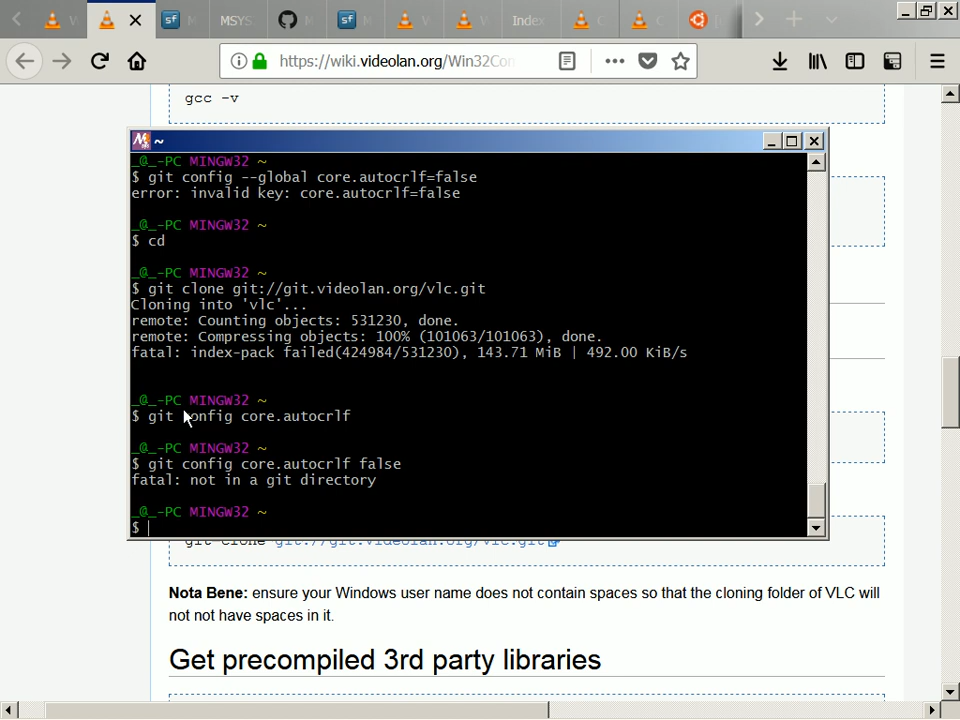 MSYS
Index
https://wiki.videolan.org/Win32Con
gcc -v
~
_@_-PC MINGW32 ~
$ git config --global core.autocrlf=false
error: invalid key: core.autocrlf=false
_@_-PC MINGW32 ~
$ cd
_@_-PC MINGW32 ~
$ git clone git://git.videolan.org/vlc.git
Cloning into 'vlc'...
remote: Counting objects: 531230, done.
remote: Compressing objects: 100% (101063/101063), done.
fatal: index-pack failed(424984/531230), 143.71 MiB | 492.00 KiB/s
_@_-PC MINGW32 ~
$ git config core.autocrlf
_@_-PC MINGW32 ~
$ git config core.autocrlf false
fatal: not in a git directory
_@_-PC MINGW32 ~
$
git clone git://git.videolan.org/vlc.git
Nota Bene: ensure your Windows user name does not contain spaces so that the cloning folder of VLC will
not not have spaces in it.
Get precompiled 3rd party libraries